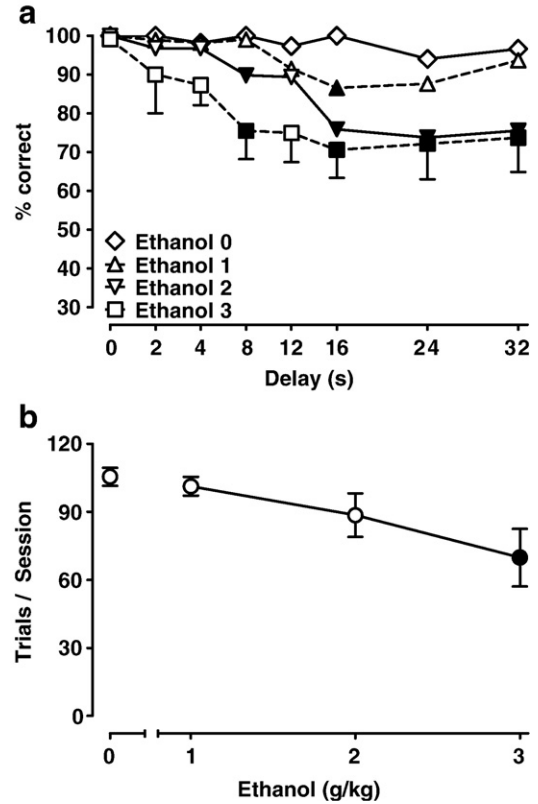 a
100
90
80
70
60
50
40
30
% correct
Ethanol 0
Ethanol 1
Ethanol 2
Ethanol 3
0 2 4 8 12 16 24 32
Delay (s)
b
120
90
60
30
0
Trials / Session
0 1 2 3
Ethanol (g/kg)